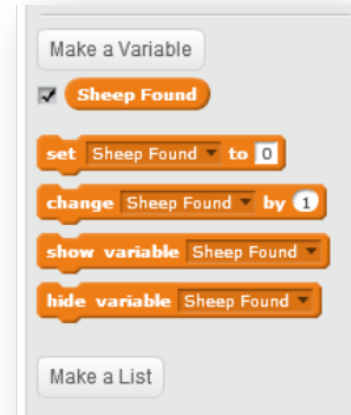 Make a Variable
Sheep Found
set Sheep Found to 0
change Sheep Found by 1
show variable Sheep Found
hide variable Sheep Found
Make a List